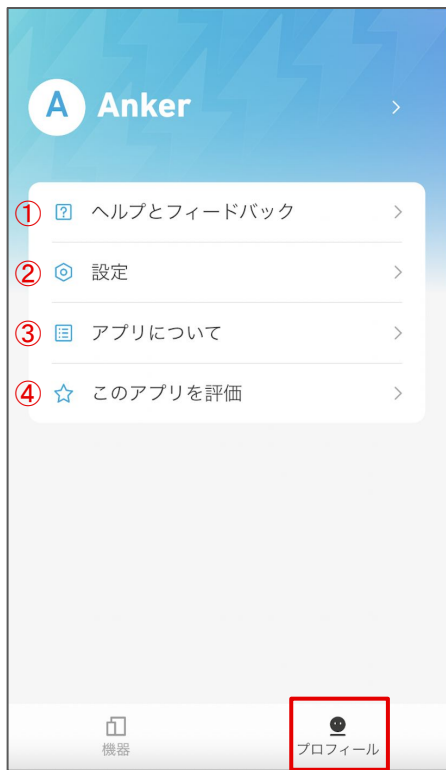 A Anker
① ヘルプとフィードバック
② 設定
③ アプリについて
④ このアプリを評価
機器 プロフィール